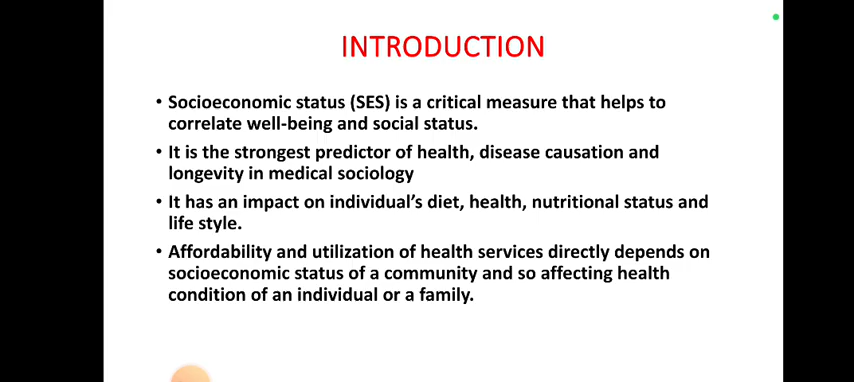 INTRODUCTION
• Socioeconomic status (SES) is a critical measure that helps to
correlate well-being and social status.
• It is the strongest predictor of health, disease causation and
longevity in medical sociology
• It has an impact on individual's diet, health, nutritional status and
life style.
• Affordability and utilization of health services directly depends on
socioeconomic status of a community and so affecting health
condition of an individual or a family.